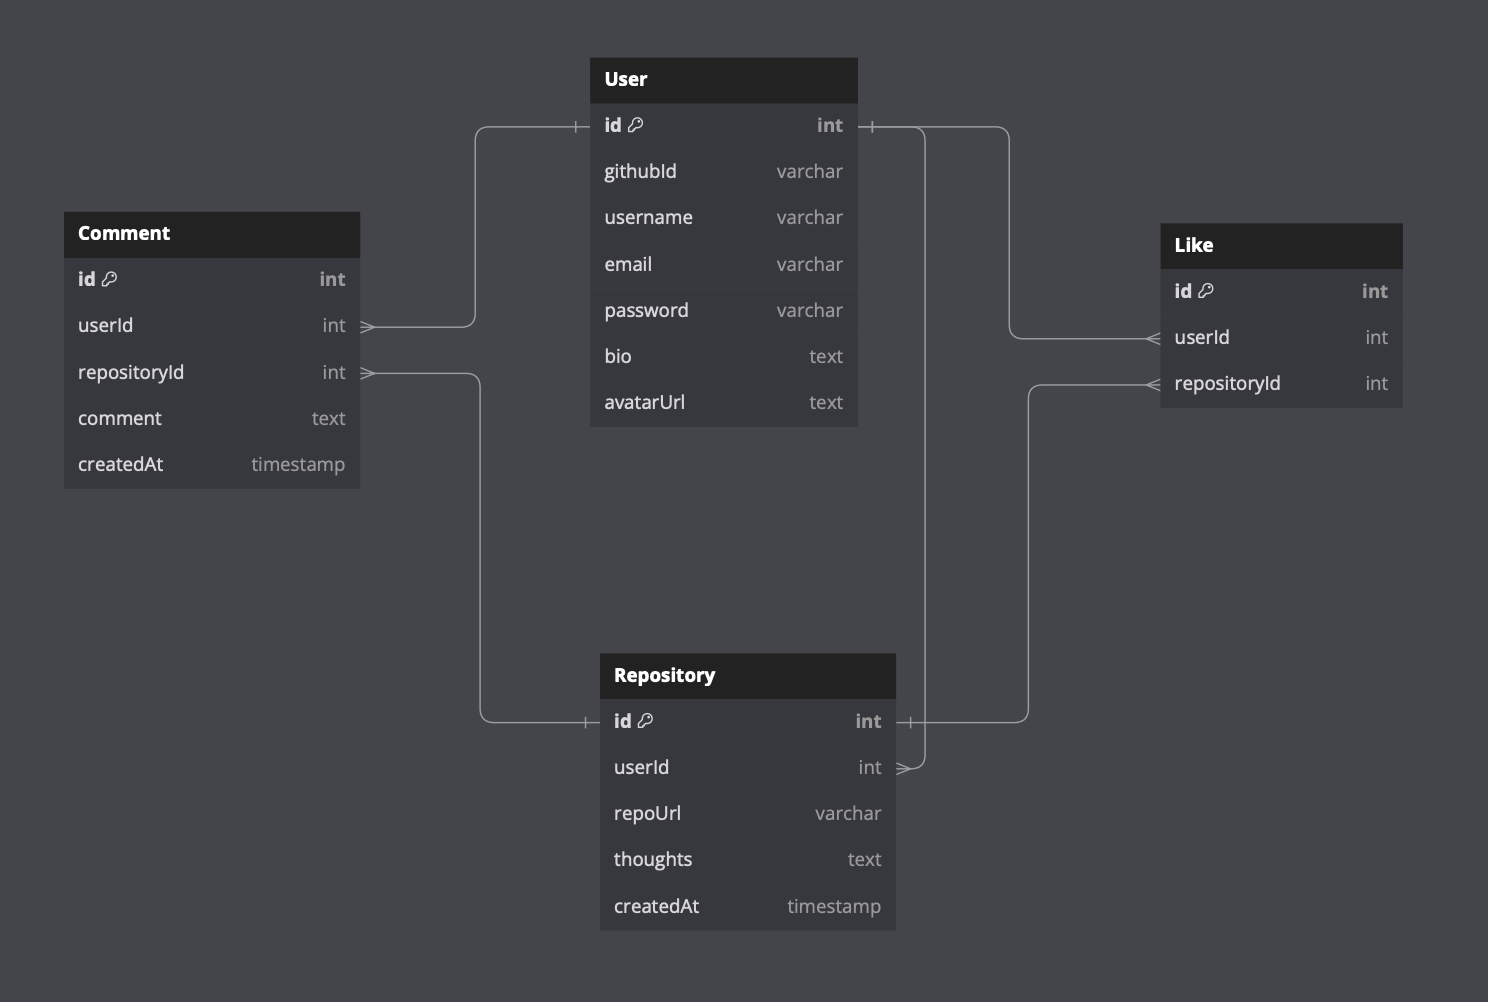 User
id int
githubId varchar
username varchar
email varchar
password varchar
bio text
avatarUrl text
Comment
id int
userId int
repositoryId int
comment text
createdAt timestamp
Like
id int
userId int
repositoryId int
Repository
id int
userId int
repoUrl varchar
thoughts text
createdAt timestamp